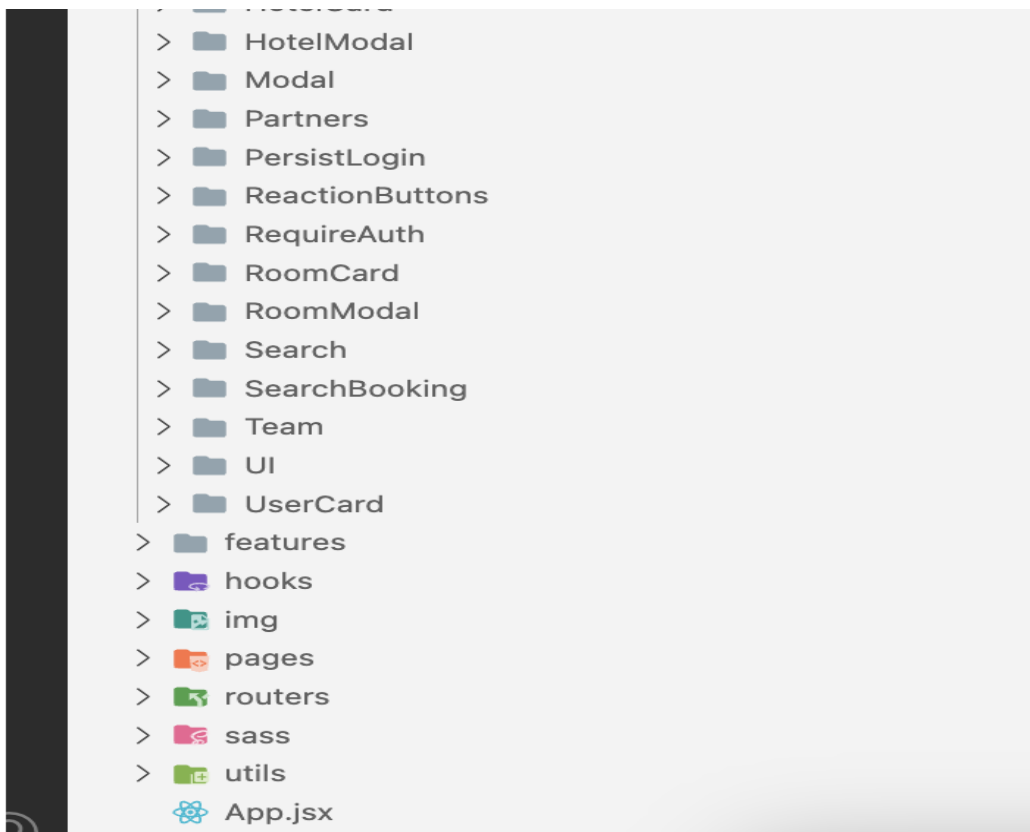 HotelCard
HotelModal
Modal
Partners
PersistLogin
ReactionButtons
RequireAuth
RoomCard
RoomModal
Search
SearchBooking
Team
UI
UserCard
features
hooks
img
pages
routers
sass
utils
App.jsx